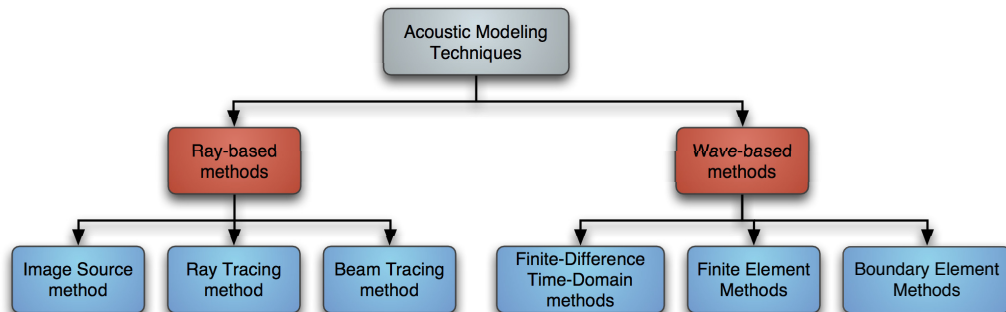 Acoustic Modeling
Techniques
Ray-based
methods
Wave-based
methods
Image Source
method
Ray Tracing
method
Beam Tracing
method
Finite-Difference
Time-Domain
methods
Finite Element
Methods
Boundary Element
Methods